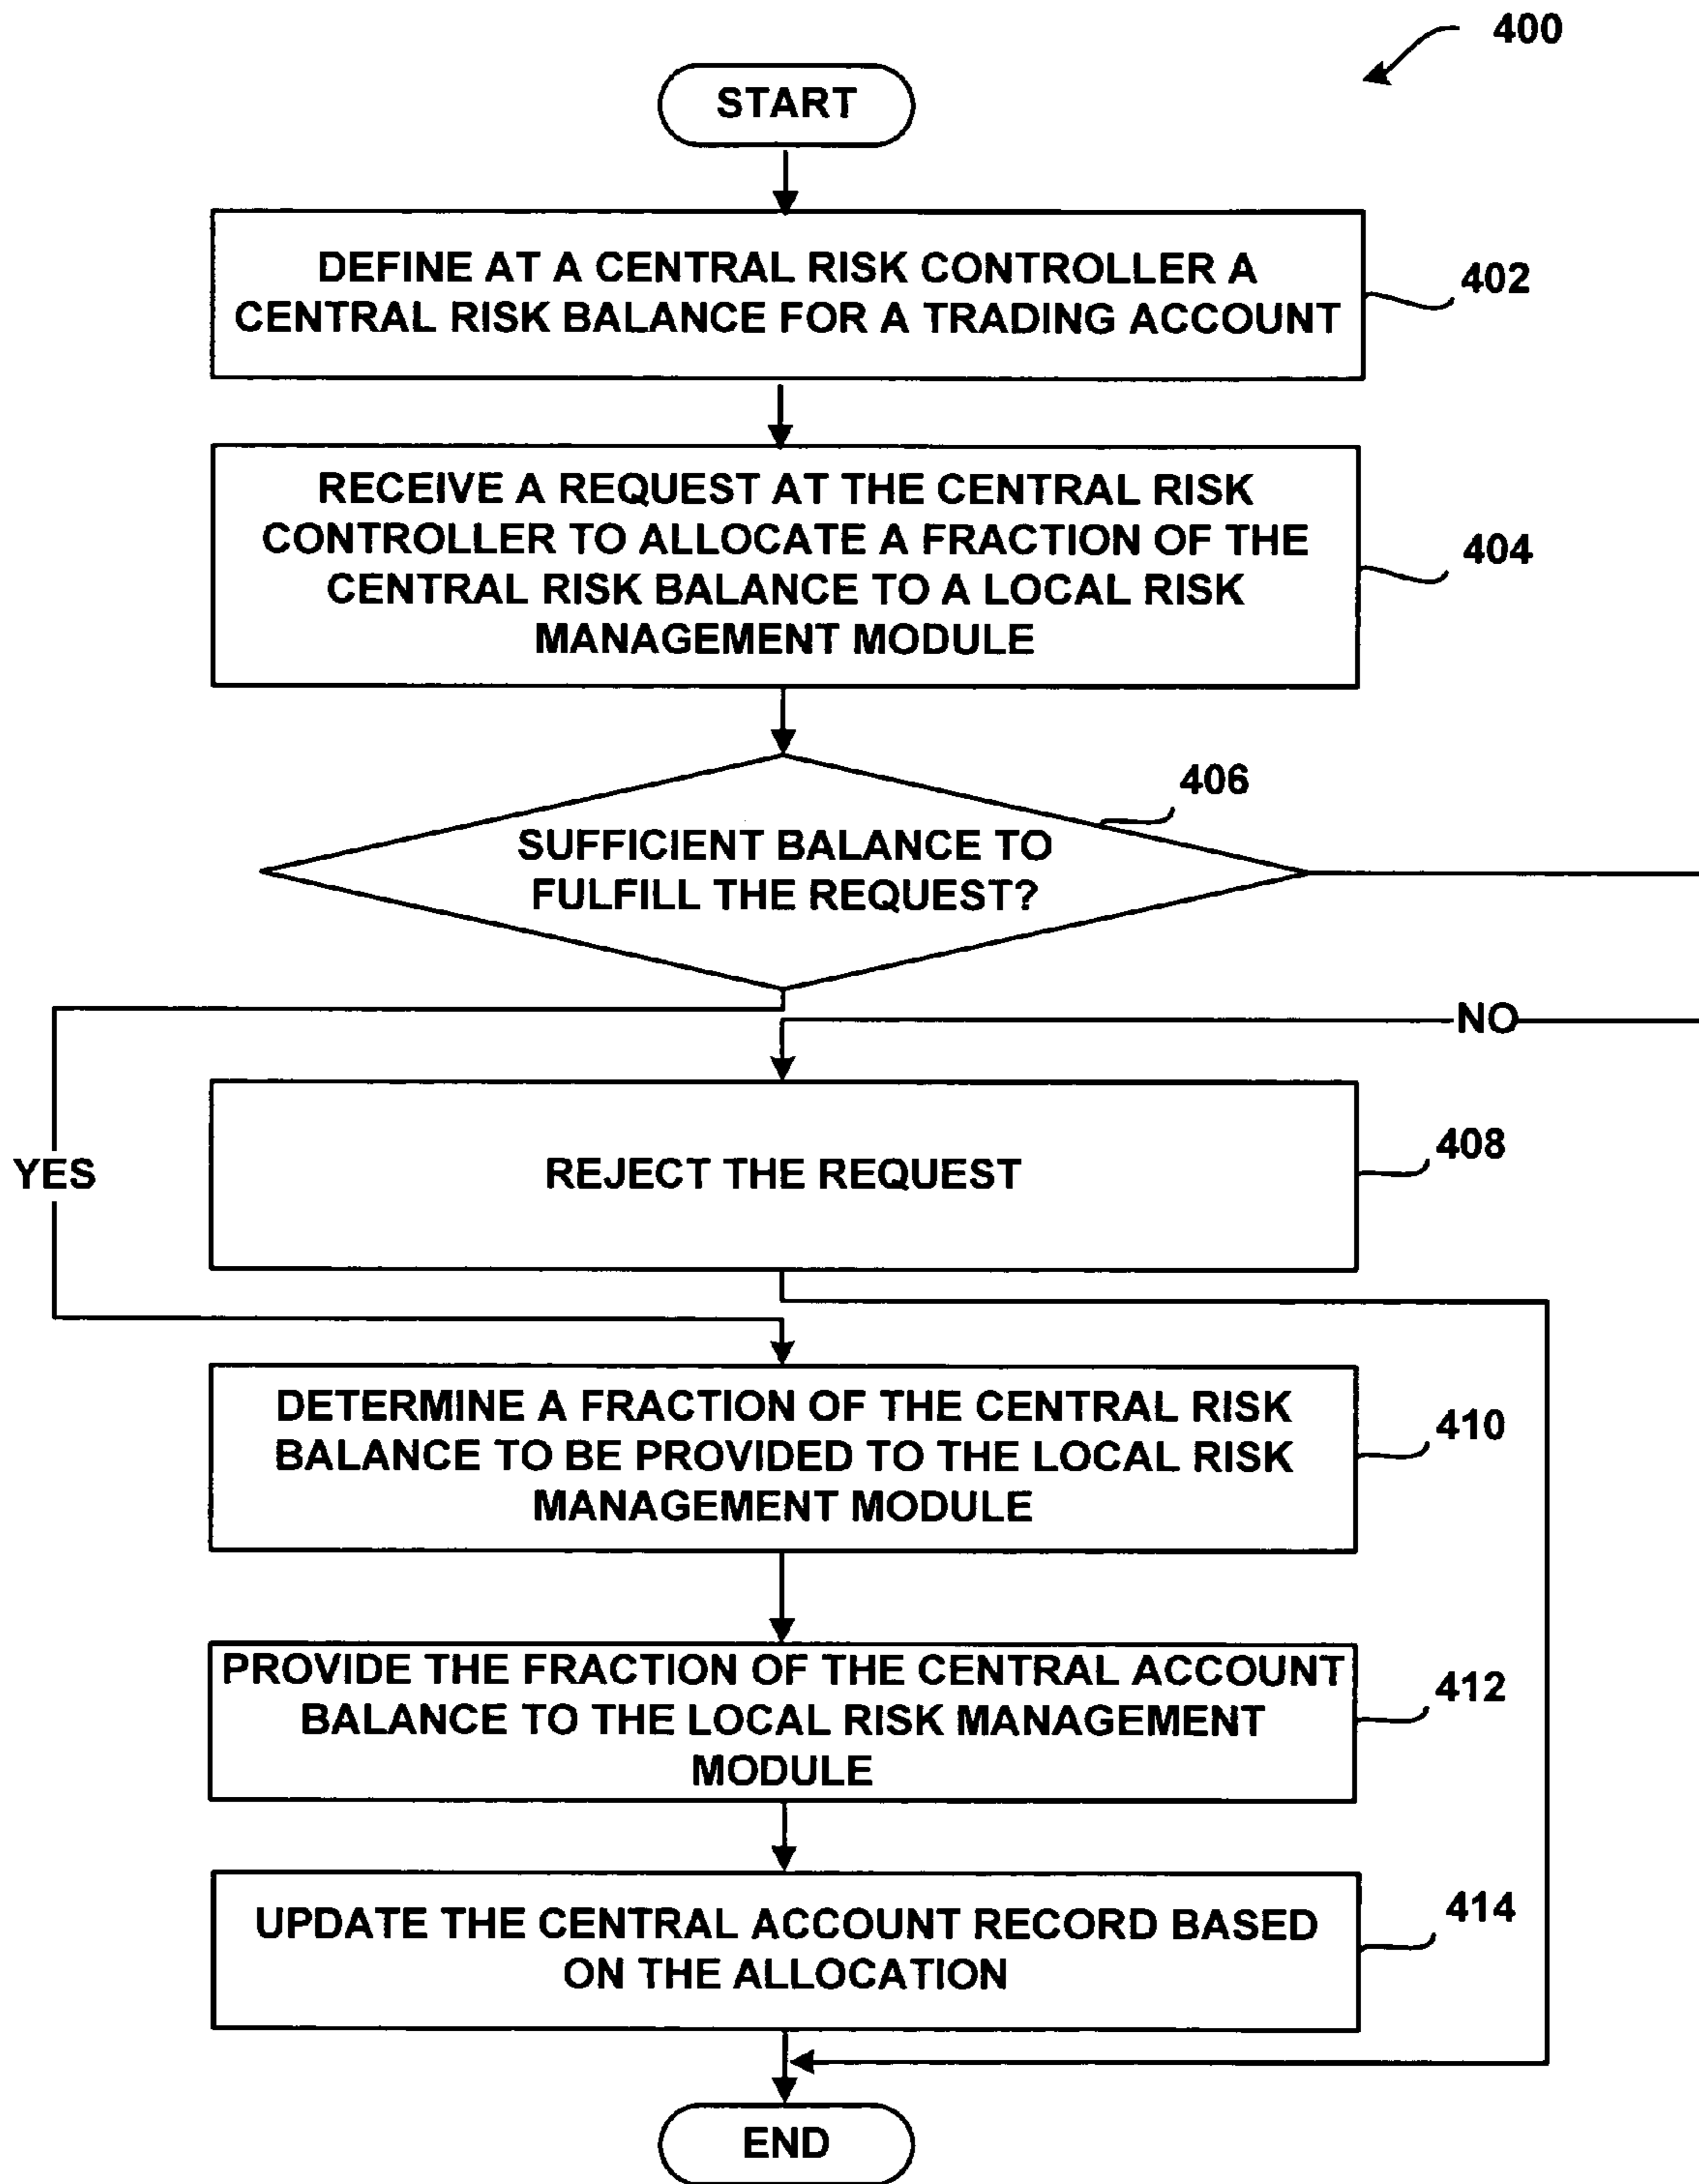 400
START
DEFINE AT A CENTRAL RISK CONTROLLER A
CENTRAL RISK BALANCE FOR A TRADING ACCOUNT
402
RECEIVE A REQUEST AT THE CENTRAL RISK
CONTROLLER TO ALLOCATE A FRACTION OF THE
CENTRAL RISK BALANCE TO A LOCAL RISK
MANAGEMENT MODULE
404
406
SUFFICIENT BALANCE TO
FULFILL THE REQUEST?
NO
YES
REJECT THE REQUEST
408
DETERMINE A FRACTION OF THE CENTRAL RISK
BALANCE TO BE PROVIDED TO THE LOCAL RISK
MANAGEMENT MODULE
410
PROVIDE THE FRACTION OF THE CENTRAL ACCOUNT
BALANCE TO THE LOCAL RISK MANAGEMENT
MODULE
412
UPDATE THE CENTRAL ACCOUNT RECORD BASED
ON THE ALLOCATION
414
END